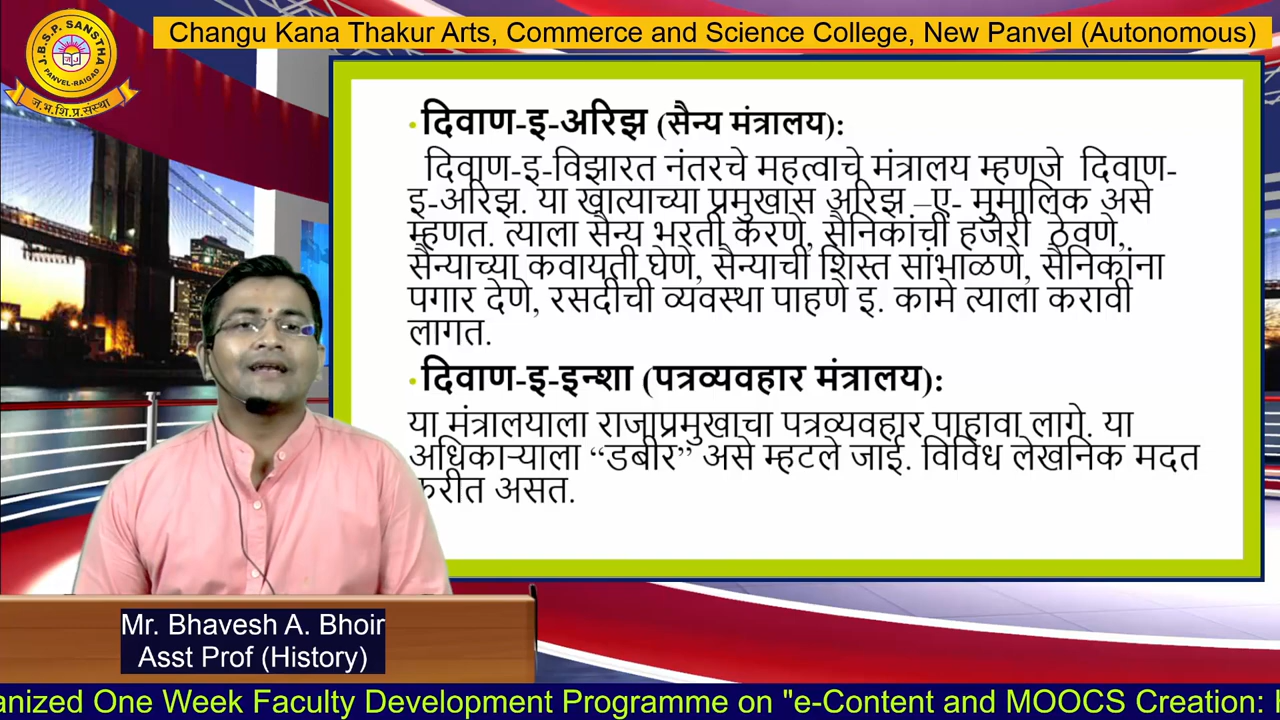 J.B.S.P. SANSTHA
PANVEL-RAIGAD
ज.भ.शि.प्र.संस्था
Changu Kana Thakur Arts, Commerce and Science College, New Panvel (Autonomous)
• दिवाण-इ-अरिझ (सैन्य मंत्रालय):
दिवाण-इ-विझारत नंतरचे महत्वाचे मंत्रालय म्हणजे दिवाण-
इ-अरिझ. या खात्याच्या प्रमुखास अरिझ –ए- मुमालिक असे
म्हणत. त्याला सैन्य भरती करणे, सैनिकांची हजेरी ठेवणे,
सैंन्याच्या कवायती घेणे, सैन्याची शिस्त सांभाळणे, सैनिकांना
पगार देणे, रसदीची व्यवस्था पाहणे इ. कामे त्याला करावी
लागत.
• दिवाण-इ-इन्शा (पत्रव्यवहार मंत्रालय):
या मंत्रालयाला राजाप्रमुखाचा पत्रव्यवहार पाहावा लागे. या
अधिकाऱ्याला “डबीर” असे म्हटले जाई. विविध लेखनिक मदत
करीत असत.
Mr. Bhavesh A. Bhoir
Asst Prof (History)
anized One Week Faculty Development Programme on "e-Content and MOOCS Creation: